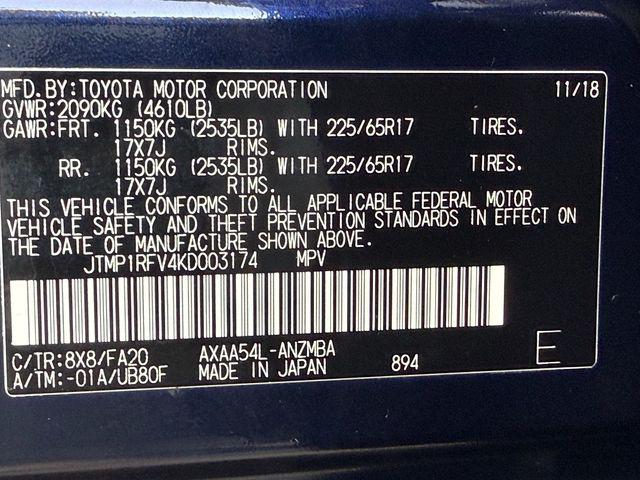 MFD.BY:TOYOTA MOTOR CORPORATION 11/18
GVWR:2090KG (4610LB)
GAWR:FRT. 1150KG (2535LB) WITH 225/65R17 TIRES.
17X7J RIMS.
RR. 1150KG (2535LB) WITH 225/65R17 TIRES.
17X7J RIMS.
THIS VEHICLE CONFORMS TO ALL APPLICABLE FEDERAL MOTOR
VEHICLE SAFETY AND THEFT PREVENTION STANDARDS IN EFFECT ON
THE DATE OF MANUFACTURE SHOWN ABOVE.
JTMP1RFV4KD003174 MPV
C/TR:8X8/FA20 AXAA54L-ANZMBA E
A/TM:-01A/UB80F MADE IN JAPAN 894